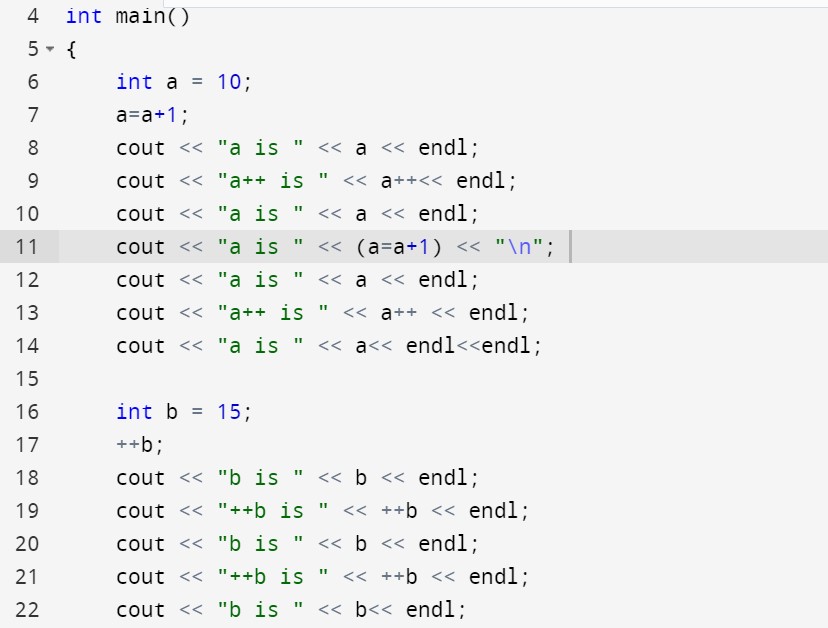 4 int main()
5 {
6 int a = 10;
7 a=a+1;
8 cout << "a is " << a << endl;
9 cout << "a++ is " << a++<< endl;
10 cout << "a is " << a << endl;
11 cout << "a is " << (a=a+1) << "\n";
12 cout << "a is " << a << endl;
13 cout << "a++ is " << a++ << endl;
14 cout << "a is " << a<< endl<<endl;
15
16 int b = 15;
17 ++b;
18 cout << "b is " << b << endl;
19 cout << "++b is " << ++b << endl;
20 cout << "b is " << b << endl;
21 cout << "++b is " << ++b << endl;
22 cout << "b is " << b<< endl;